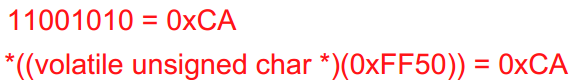 11001010 = 0xCA
*((volatile unsigned char *)(0xFF50)) = 0xCA